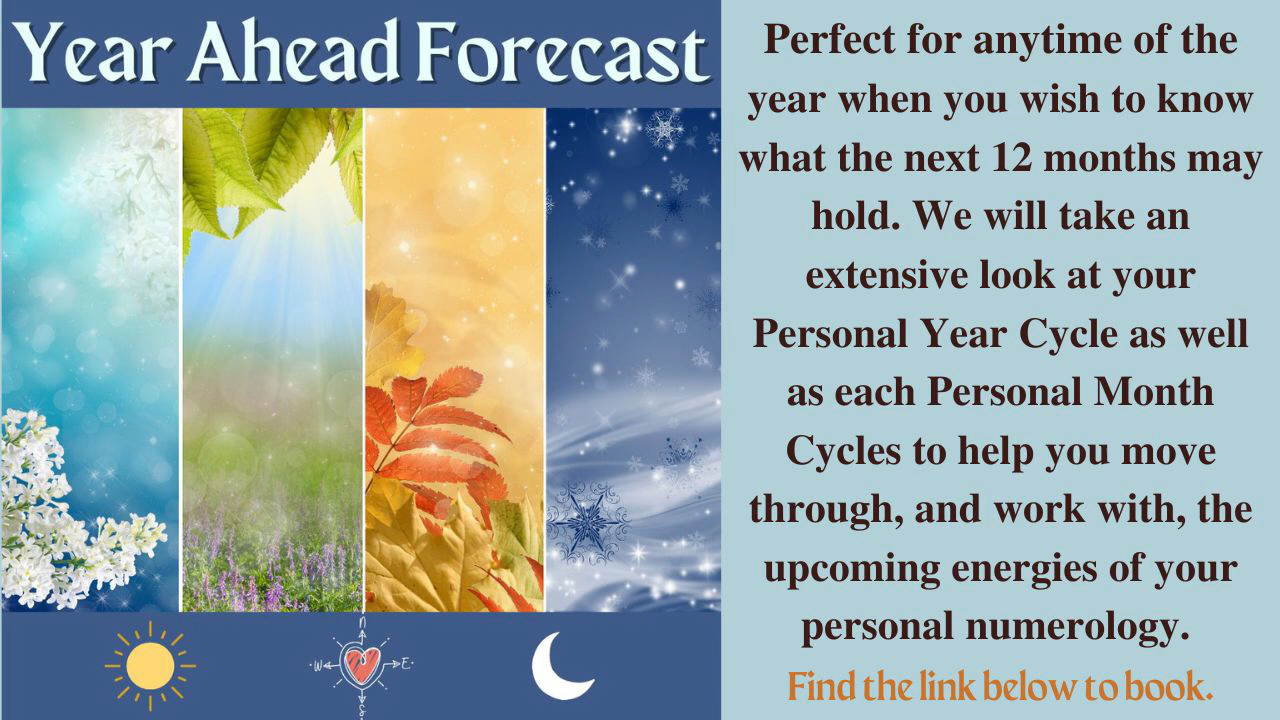 Year Ahead Forecast
Perfect for anytime of the
year when you wish to know
what the next 12 months may
hold. We will take an
extensive look at your
Personal Year Cycle as well
as each Personal Month
Cycles to help you move
through, and work with, the
upcoming energies of your
personal numerology.
Find the link below to book.
n
W E
S